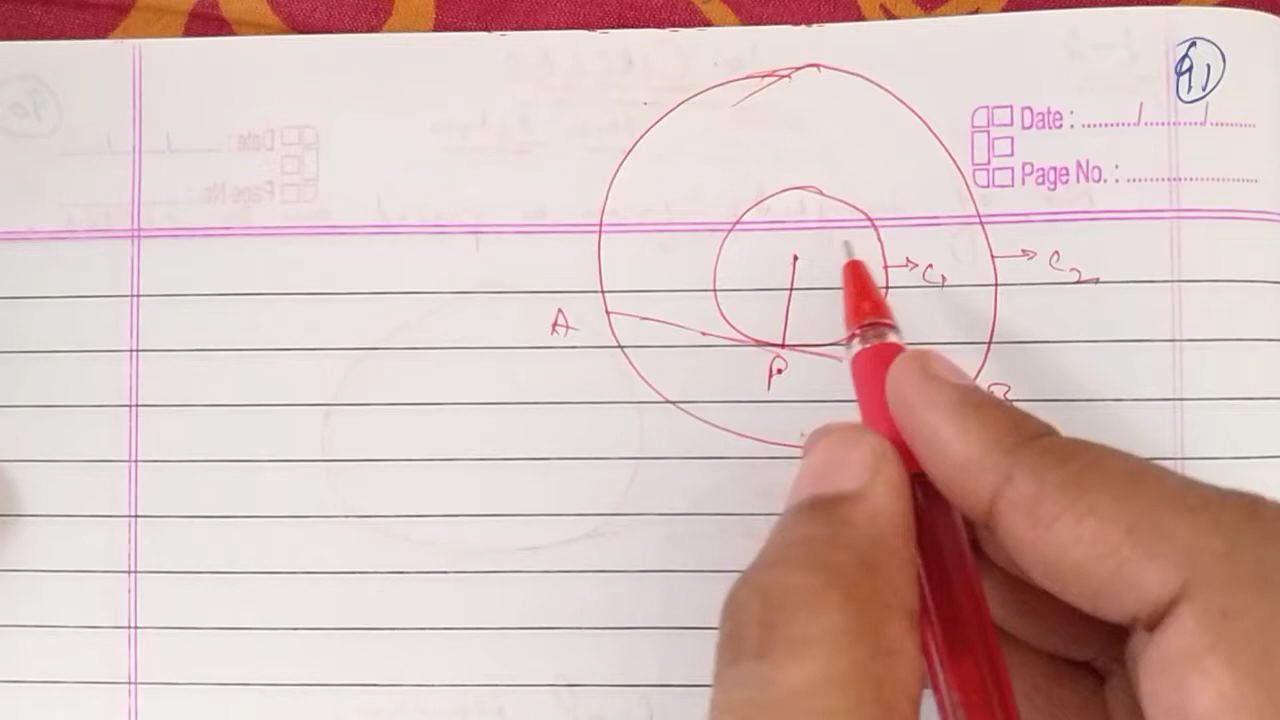 91
Date : ......../......../........
Page No. : ........................
C₁
C₂
A
P
B